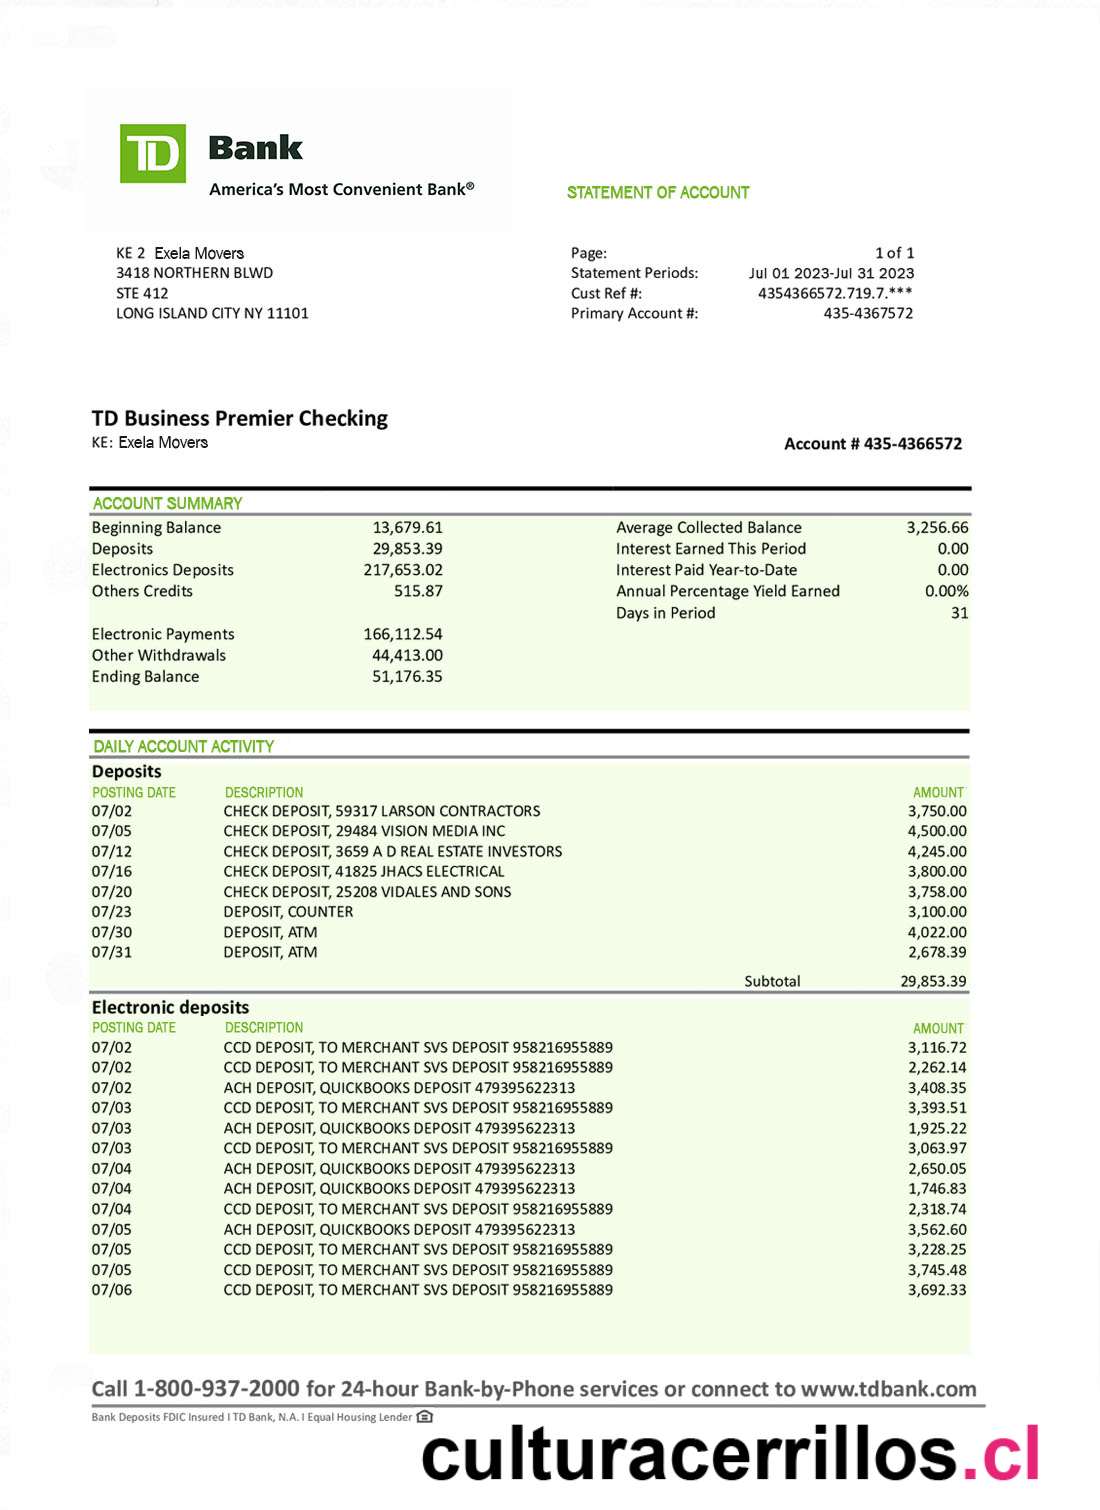 TD Bank
America's Most Convenient Bank®
STATEMENT OF ACCOUNT
KE 2 Exela Movers
3418 NORTHERN BLWD
STE 412
LONG ISLAND CITY NY 11101
Page: 1 of 1
Statement Periods: Jul 01 2023-Jul 31 2023
Cust Ref #: 4354366572.719.7.***
Primary Account #: 435-4367572
TD Business Premier Checking
KE: Exela Movers
Account # 435-4366572
ACCOUNT SUMMARY
Beginning Balance 13,679.61 Average Collected Balance 3,256.66
Deposits 29,853.39 Interest Earned This Period 0.00
Electronics Deposits 217,653.02 Interest Paid Year-to-Date 0.00
Others Credits 515.87 Annual Percentage Yield Earned 0.00%
Days in Period 31
Electronic Payments 166,112.54
Other Withdrawals 44,413.00
Ending Balance 51,176.35
DAILY ACCOUNT ACTIVITY
Deposits
POSTING DATE DESCRIPTION AMOUNT
07/02 CHECK DEPOSIT, 59317 LARSON CONTRACTORS 3,750.00
07/05 CHECK DEPOSIT, 29484 VISION MEDIA INC 4,500.00
07/12 CHECK DEPOSIT, 3659 A D REAL ESTATE INVESTORS 4,245.00
07/16 CHECK DEPOSIT, 41825 JHACS ELECTRICAL 3,800.00
07/20 CHECK DEPOSIT, 25208 VIDALES AND SONS 3,758.00
07/23 DEPOSIT, COUNTER 3,100.00
07/30 DEPOSIT, ATM 4,022.00
07/31 DEPOSIT, ATM 2,678.39
Subtotal 29,853.39
Electronic deposits
POSTING DATE DESCRIPTION AMOUNT
07/02 CCD DEPOSIT, TO MERCHANT SVS DEPOSIT 958216955889 3,116.72
07/02 CCD DEPOSIT, TO MERCHANT SVS DEPOSIT 958216955889 2,262.14
07/02 ACH DEPOSIT, QUICKBOOKS DEPOSIT 479395622313 3,408.35
07/03 CCD DEPOSIT, TO MERCHANT SVS DEPOSIT 958216955889 3,393.51
07/03 ACH DEPOSIT, QUICKBOOKS DEPOSIT 479395622313 1,925.22
07/03 CCD DEPOSIT, TO MERCHANT SVS DEPOSIT 958216955889 3,063.97
07/04 ACH DEPOSIT, QUICKBOOKS DEPOSIT 479395622313 2,650.05
07/04 ACH DEPOSIT, QUICKBOOKS DEPOSIT 479395622313 1,746.83
07/04 CCD DEPOSIT, TO MERCHANT SVS DEPOSIT 958216955889 2,318.74
07/05 ACH DEPOSIT, QUICKBOOKS DEPOSIT 479395622313 3,562.60
07/05 CCD DEPOSIT, TO MERCHANT SVS DEPOSIT 958216955889 3,228.25
07/05 CCD DEPOSIT, TO MERCHANT SVS DEPOSIT 958216955889 3,745.48
07/06 CCD DEPOSIT, TO MERCHANT SVS DEPOSIT 958216955889 3,692.33
Call 1-800-937-2000 for 24-hour Bank-by-Phone services or connect to www.tdbank.com
Bank Deposits FDIC Insured I TD Bank, N.A. I Equal Housing Lender
culturacerrillos.cl